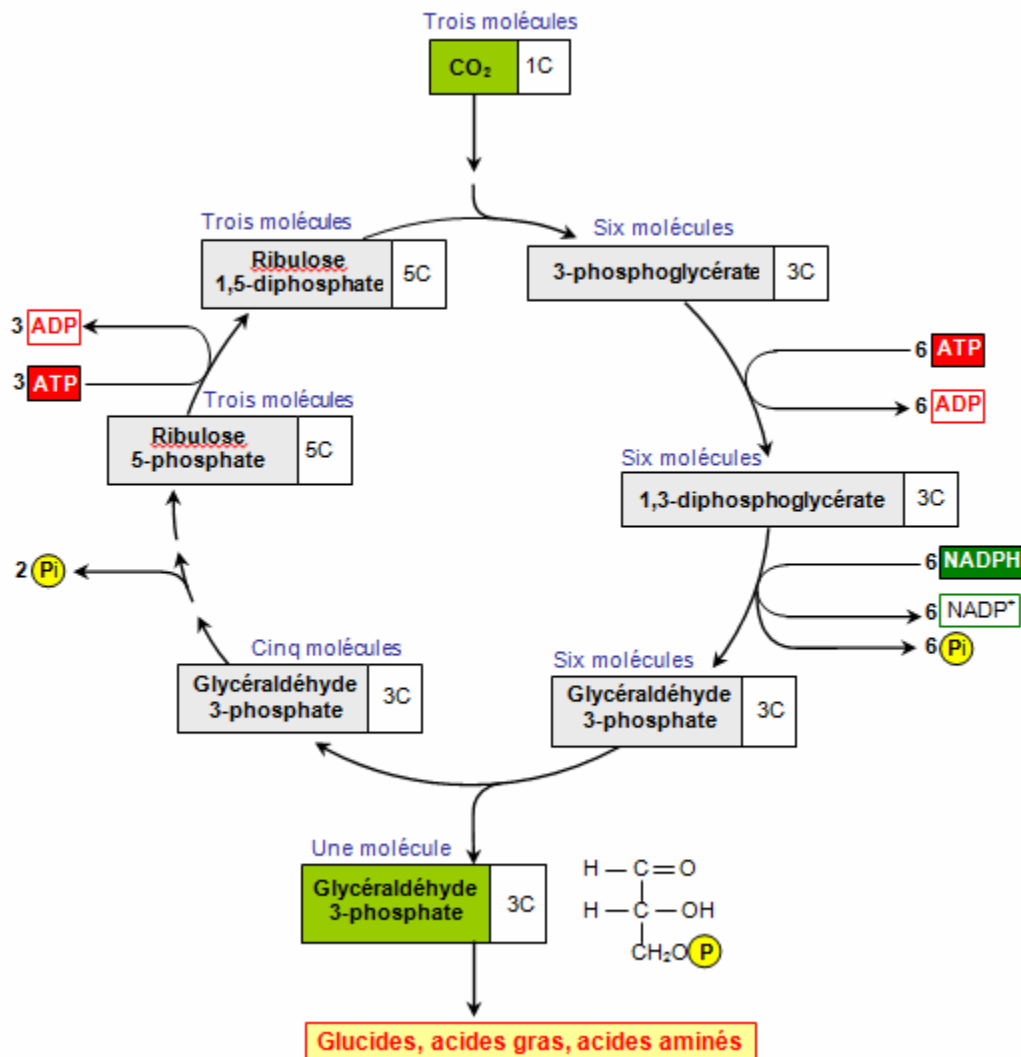 Trois molécules
CO₂ 1C
Trois molécules
Ribulose
1,5-diphosphate
5C
Six molécules
3-phosphoglycérate 3C
3 ADP
3 ATP
6 ATP
6 ADP
Trois molécules
Ribulose
5-phosphate
5C
Six molécules
1,3-diphosphoglycérate 3C
2 Pi
6 NADPH
6 NADP⁺
6 Pi
Cinq molécules
Glycéraldéhyde
3-phosphate
3C
Six molécules
Glycéraldéhyde
3-phosphate
3C
Une molécule
Glycéraldéhyde
3-phosphate
3C
H — C = O
H — C — OH
CH₂O P
Glucides, acides gras, acides aminés